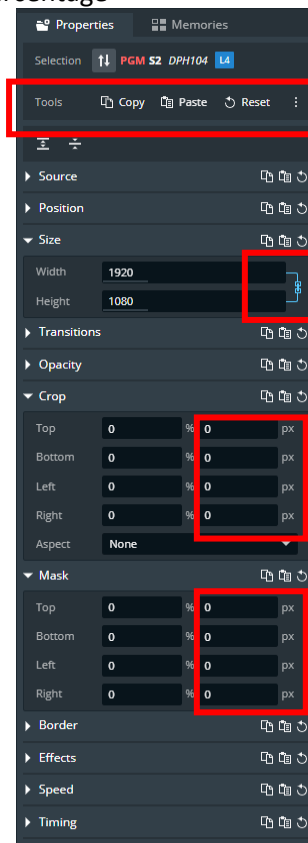 Properties Memories
Selection PGM S2 DPH104 L4
Tools Copy Paste Reset
Source
Position
Size
Width 1920
Height 1080
Transitions
Opacity
Crop
Top 0 % 0 px
Bottom 0 % 0 px
Left 0 % 0 px
Right 0 % 0 px
Aspect None
Mask
Top 0 % 0 px
Bottom 0 % 0 px
Left 0 % 0 px
Right 0 % 0 px
Border
Effects
Speed
Timing